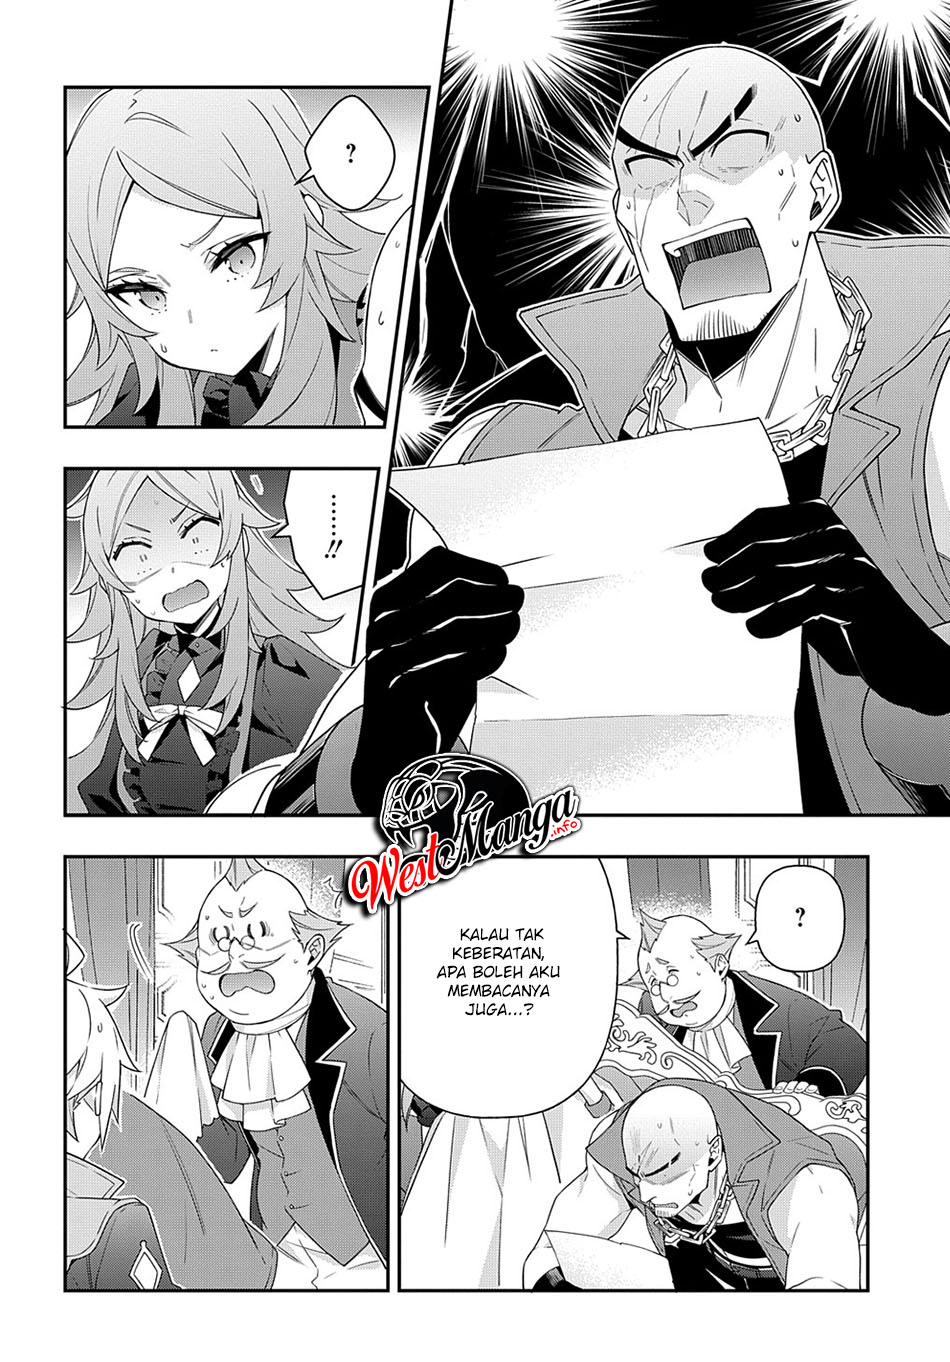 ?
......!!
?
KALAU TAK
KEBERATAN,
APA BOLEH AKU
MEMBACANYA
JUGA...?
WestManga
.info